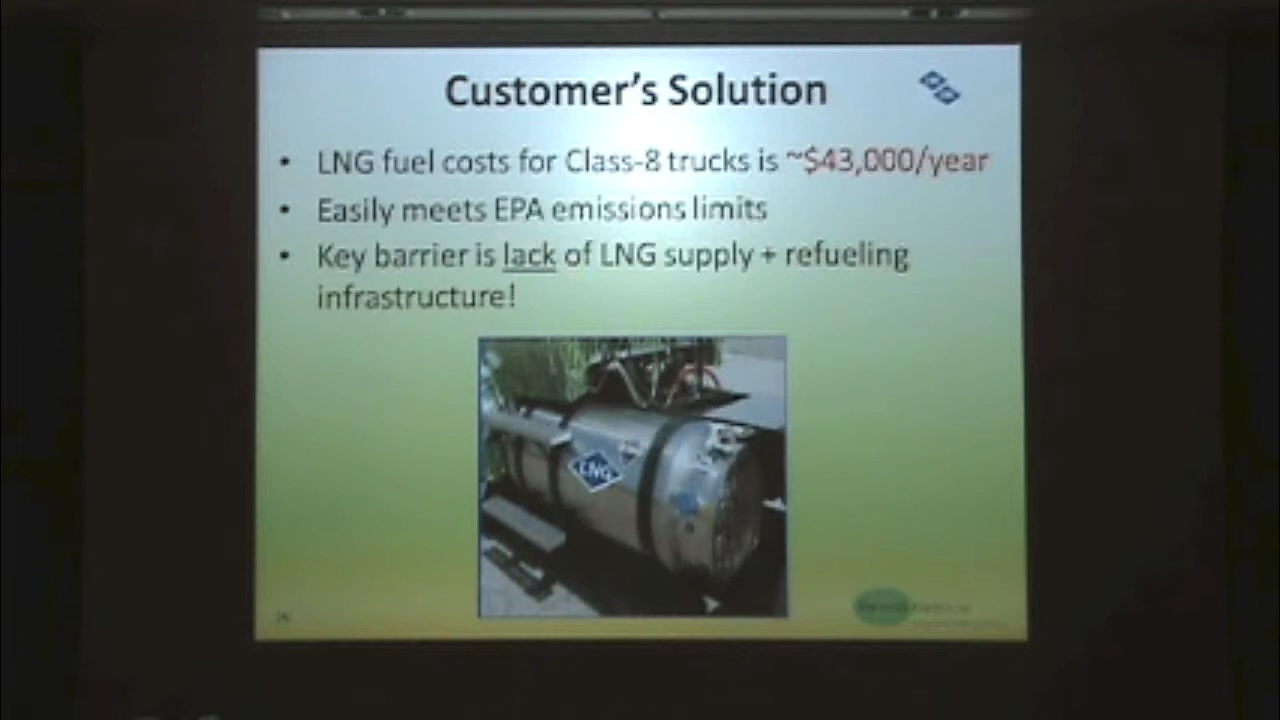 Customer's Solution
• LNG fuel costs for Class-8 trucks is ~$43,000/year
• Easily meets EPA emissions limits
• Key barrier is lack of LNG supply + refueling
infrastructure!
LNG